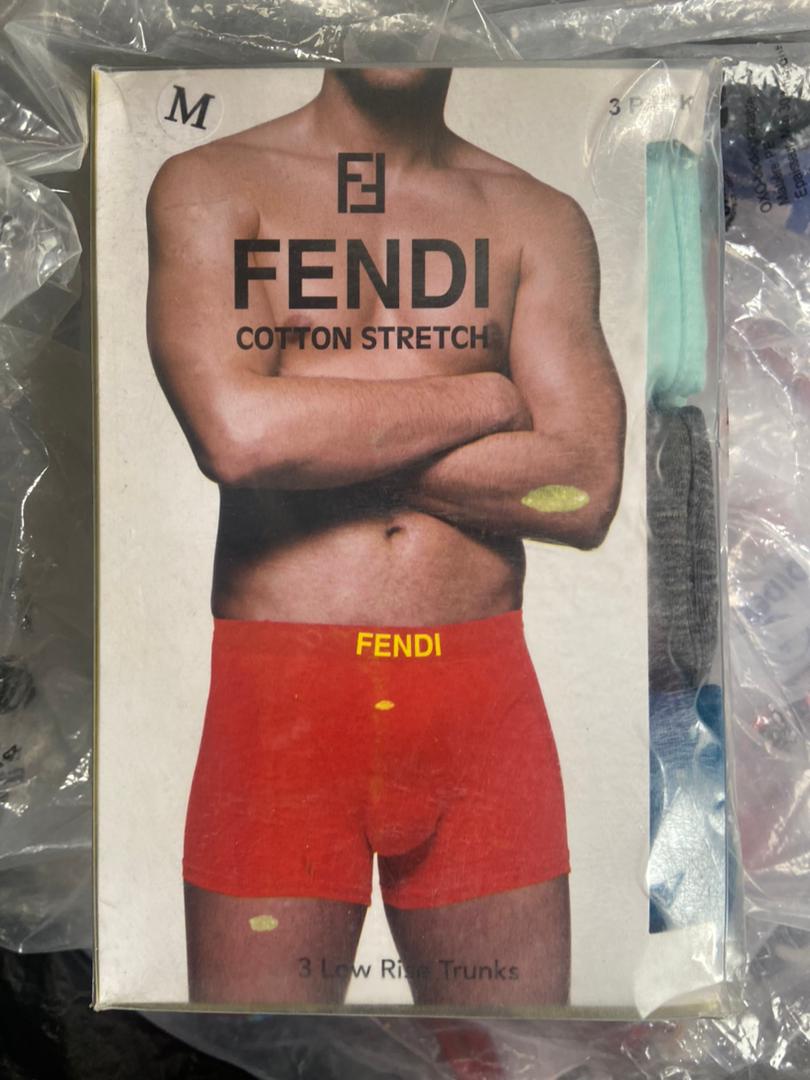 M
3 PACK
FENDI
COTTON STRETCH
FENDI
3 Low Rise Trunks